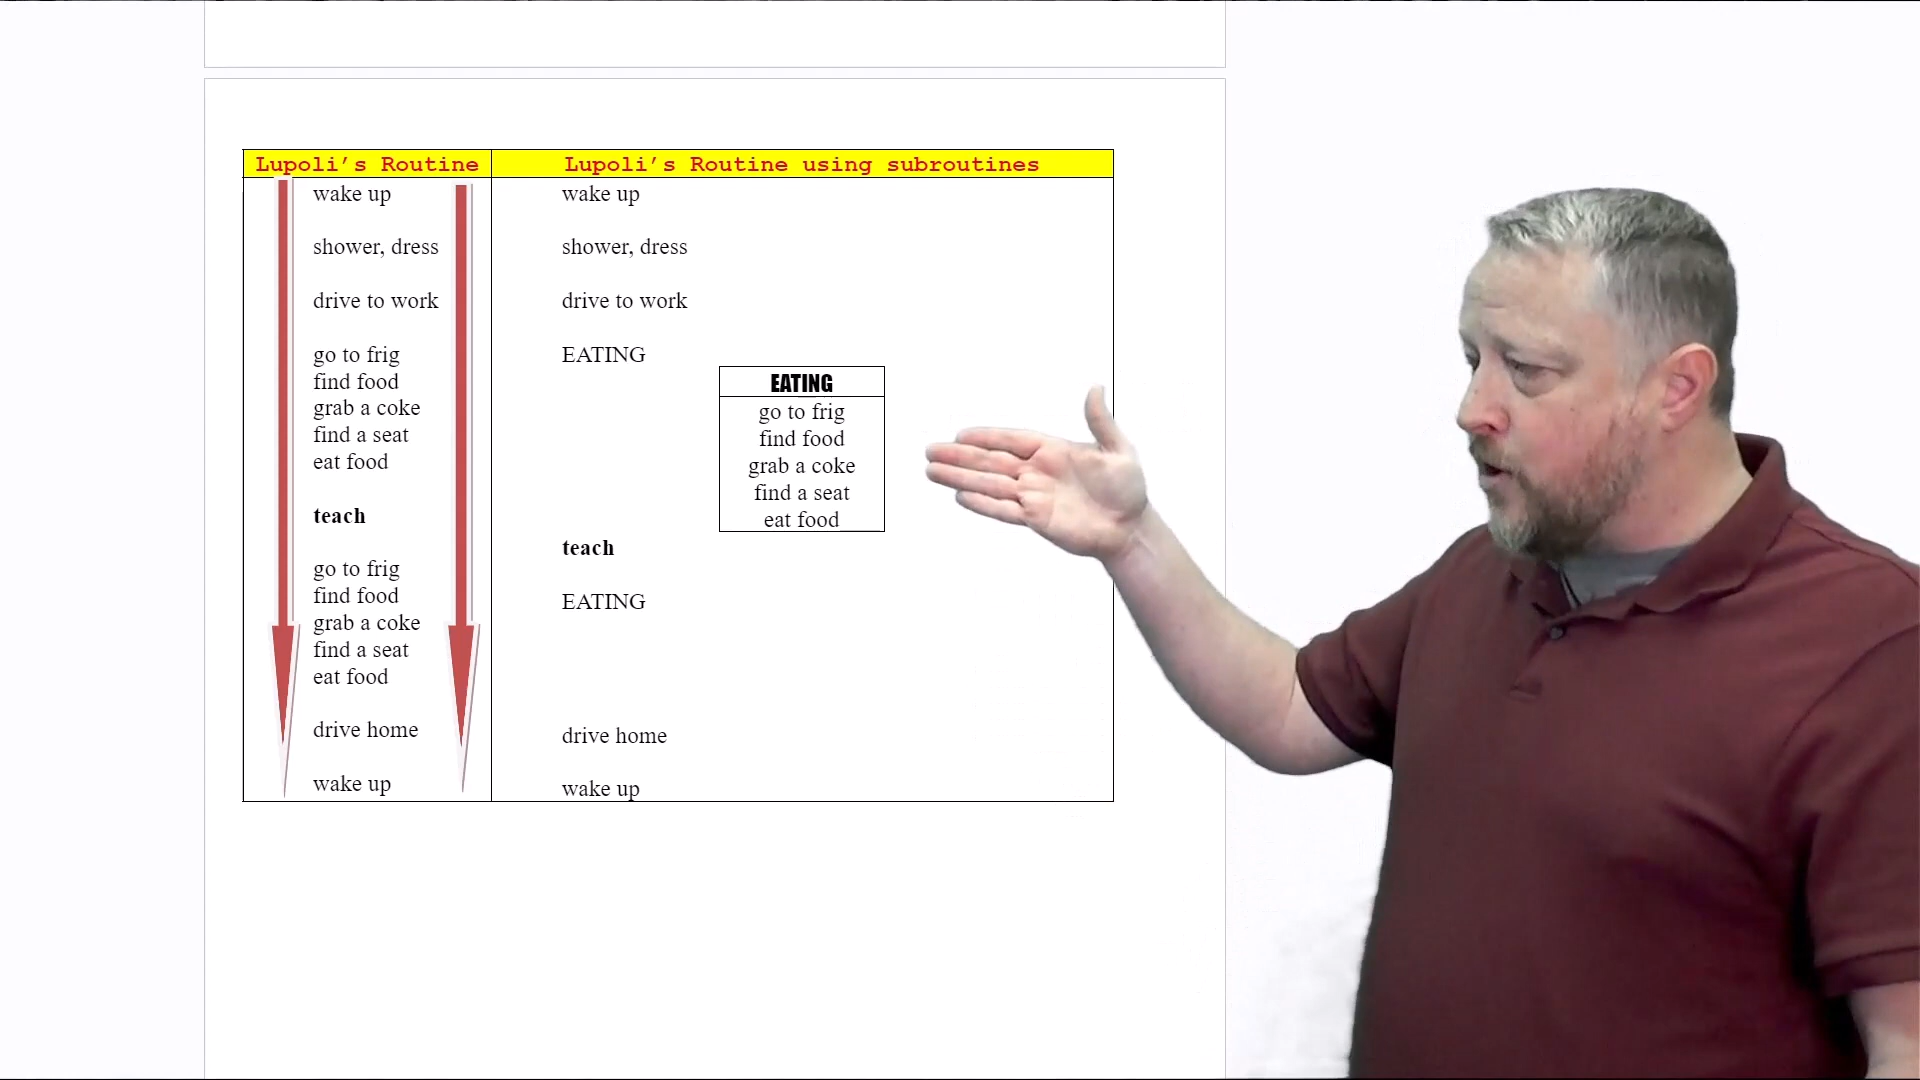 Lupoli’s Routine
wake up
shower, dress
drive to work
go to frig
find food
grab a coke
find a seat
eat food
teach
go to frig
find food
grab a coke
find a seat
eat food
drive home
wake up
Lupoli’s Routine using subroutines
wake up
shower, dress
drive to work
EATING
EATING
go to frig
find food
grab a coke
find a seat
eat food
teach
EATING
drive home
wake up